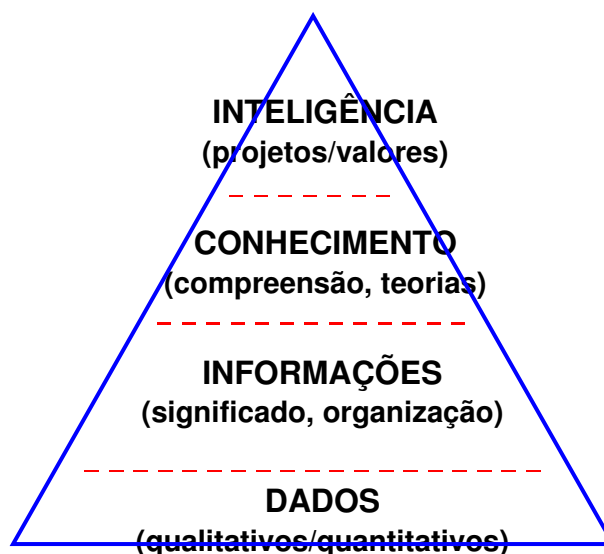 INTELIGÊNCIA
(projetos/valores)
CONHECIMENTO
(compreensão, teorias)
INFORMAÇÕES
(significado, organização)
DADOS
(qualitativos/quantitativos)